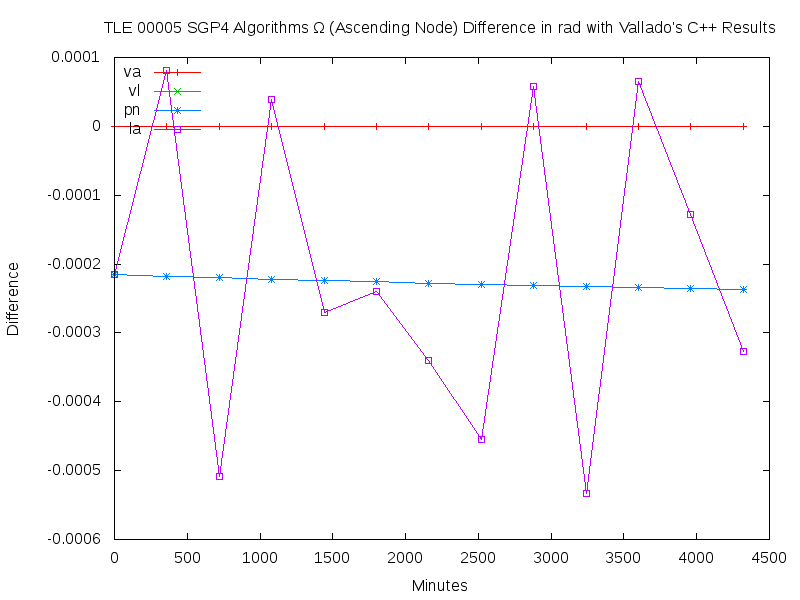 TLE 00005 SGP4 Algorithms Ω (Ascending Node) Difference in rad with Vallado's C++ Results
0.0001
0
-0.0001
-0.0002
-0.0003
-0.0004
-0.0005
-0.0006
va
vl
pn
la
Difference
0 500 1000 1500 2000 2500 3000 3500 4000 4500
Minutes